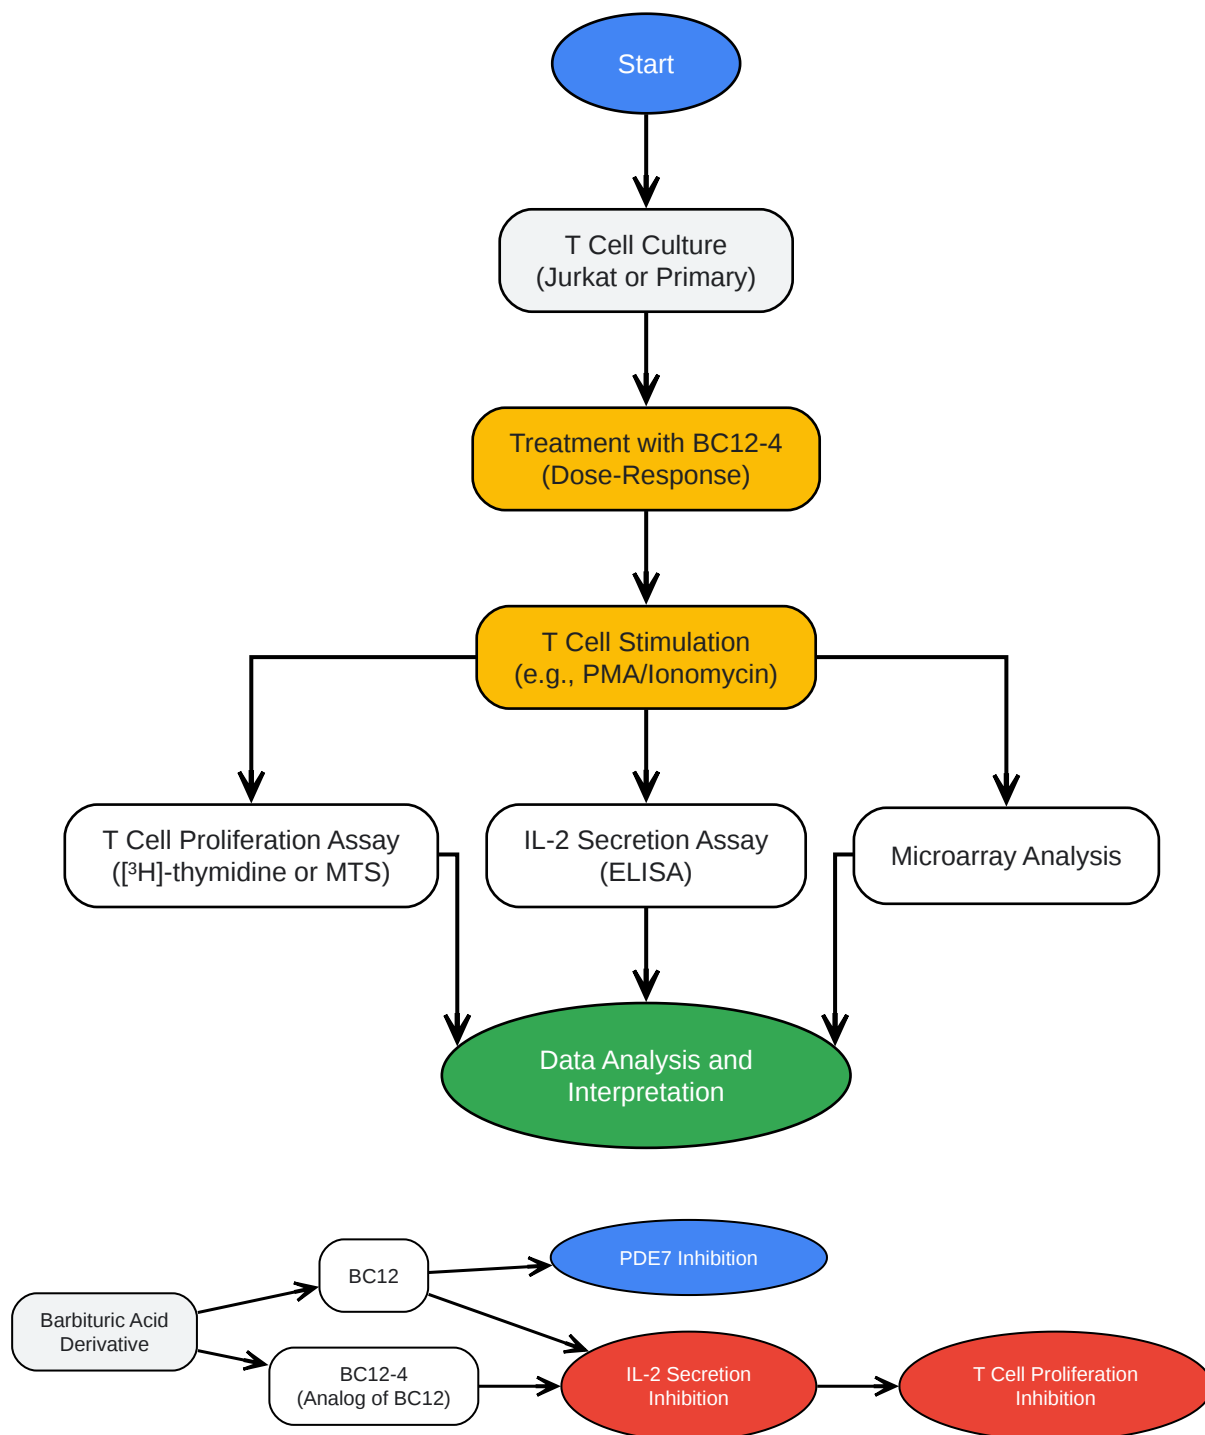 Start
T Cell Culture
(Jurkat or Primary)
Treatment with BC12-4
(Dose-Response)
T Cell Stimulation
(e.g., PMA/Ionomycin)
T Cell Proliferation Assay
([³H]-thymidine or MTS)
IL-2 Secretion Assay
(ELISA)
Microarray Analysis
Data Analysis and
Interpretation
PDE7 Inhibition
BC12
Barbituric Acid
Derivative
BC12-4
(Analog of BC12)
IL-2 Secretion
Inhibition
T Cell Proliferation
Inhibition